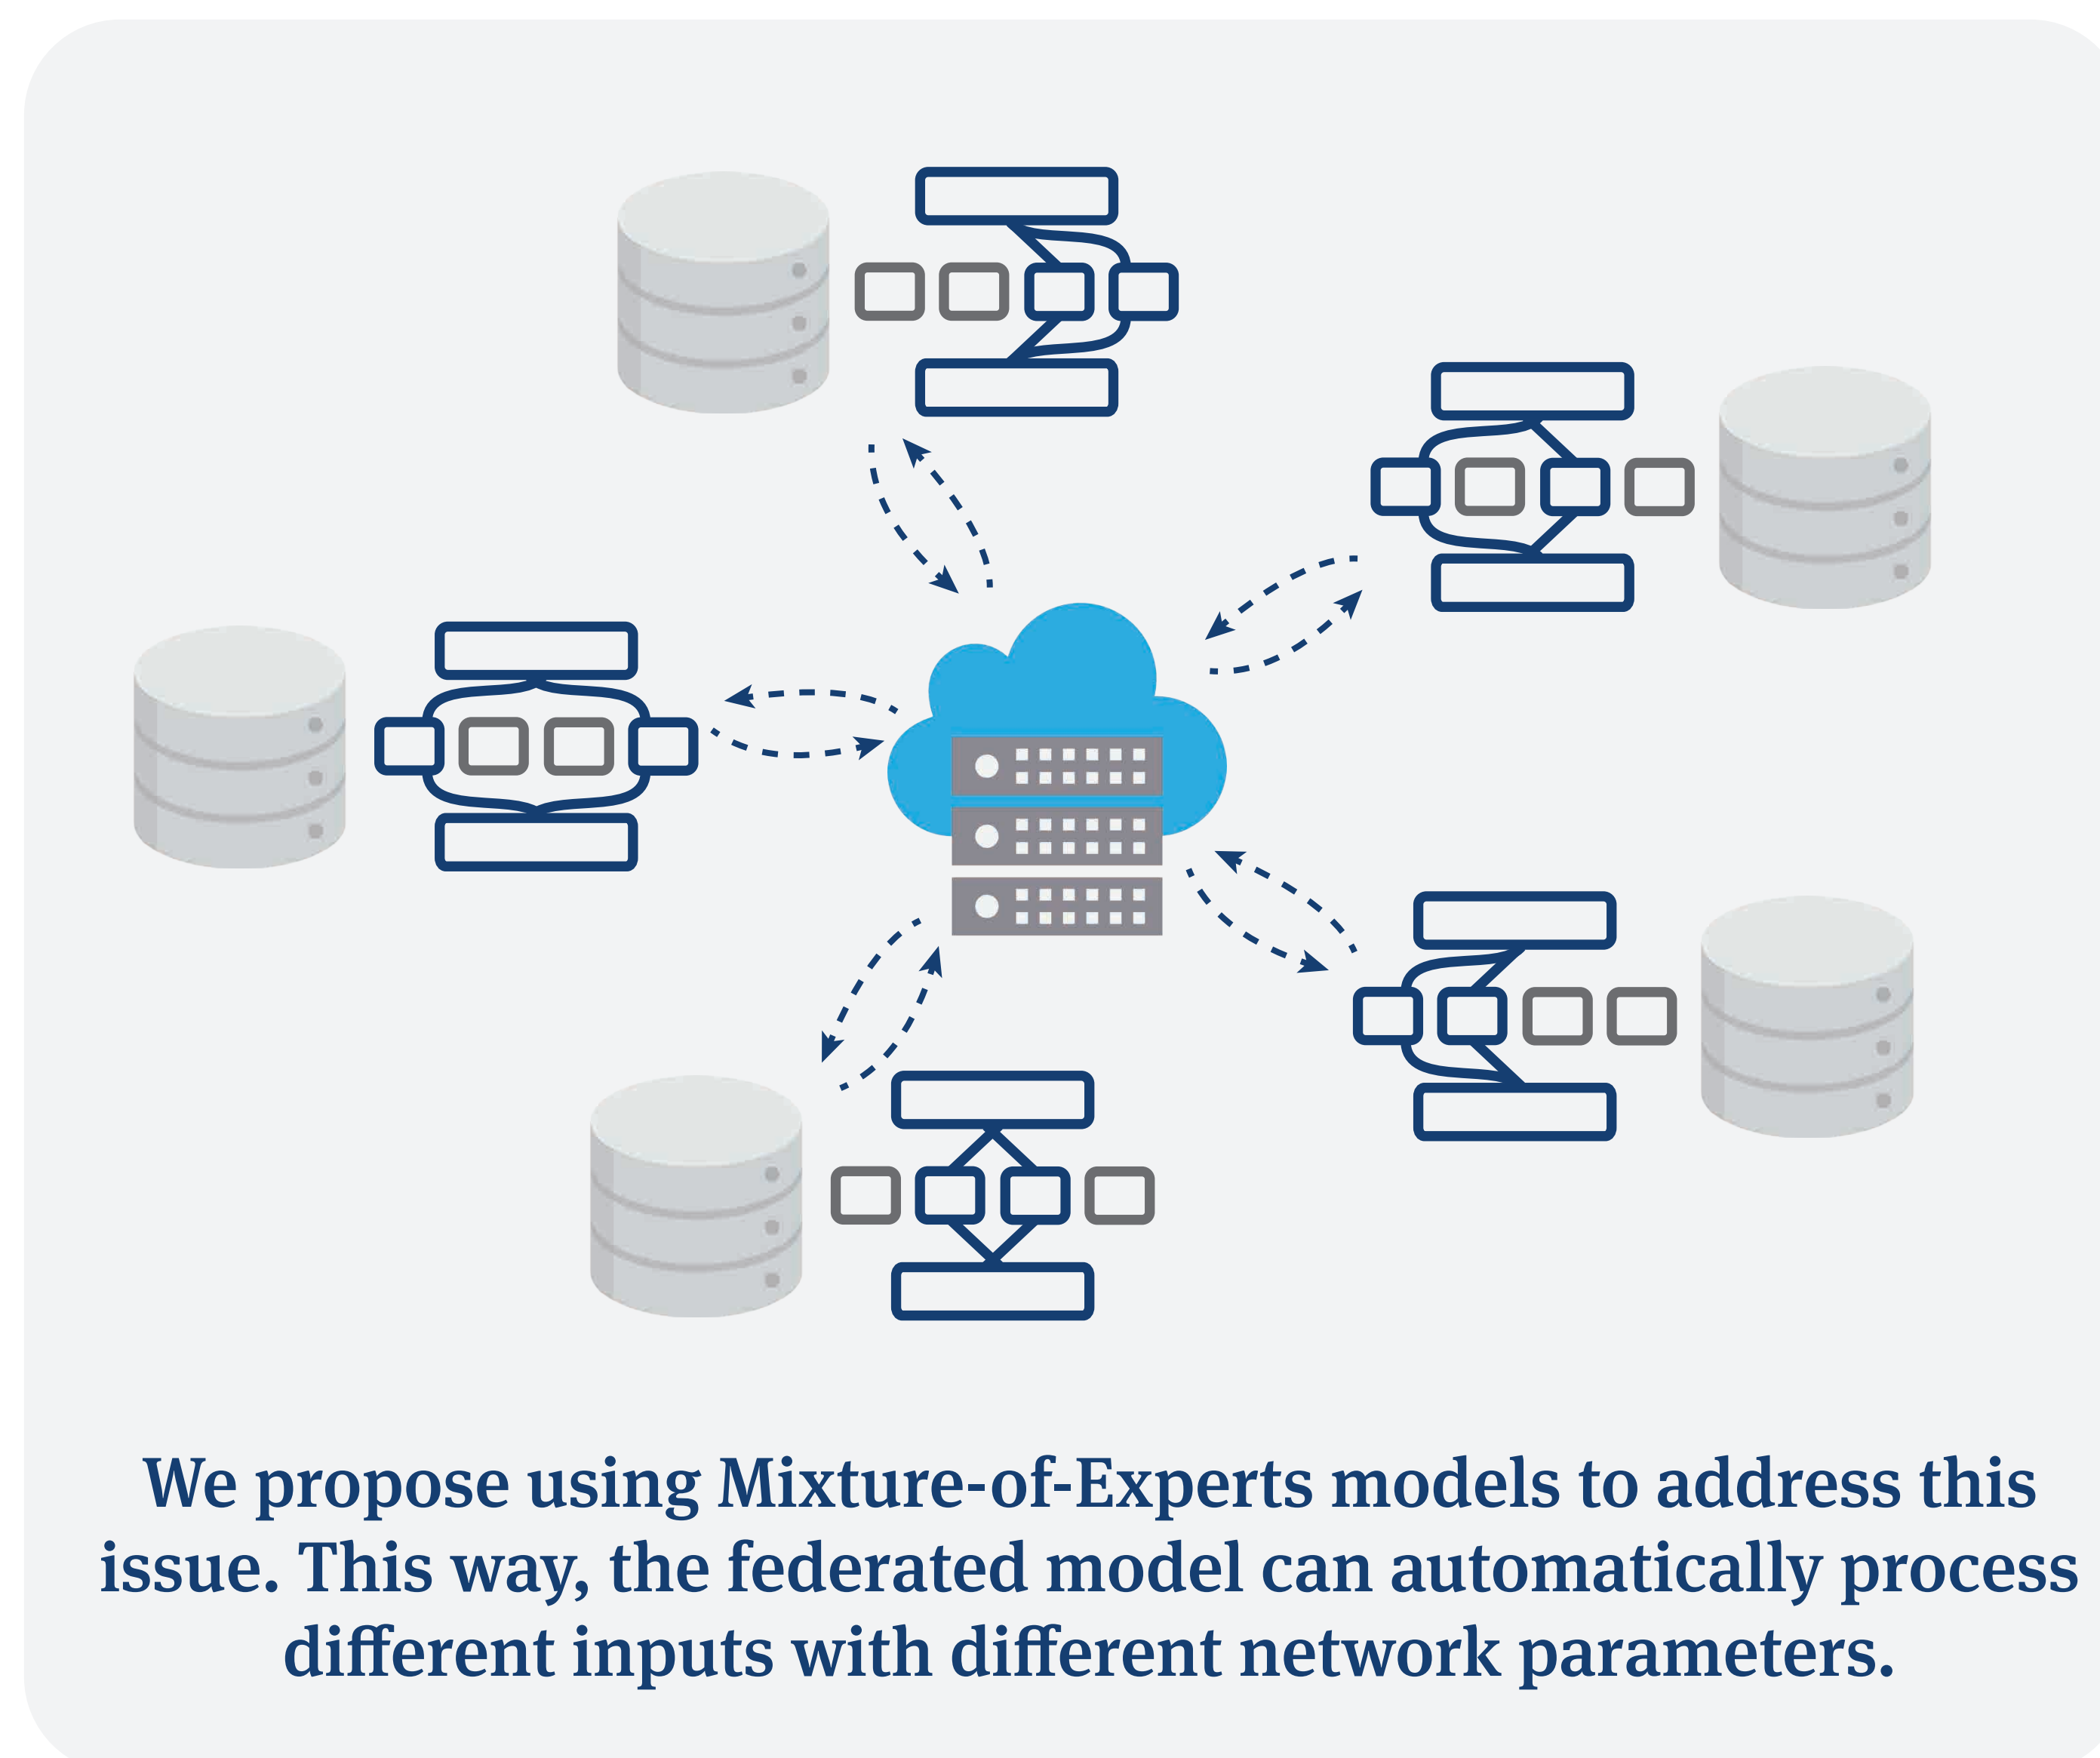 We propose using Mixture-of-Experts models to address this
issue. This way, the federated model can automatically process
different inputs with different network parameters.